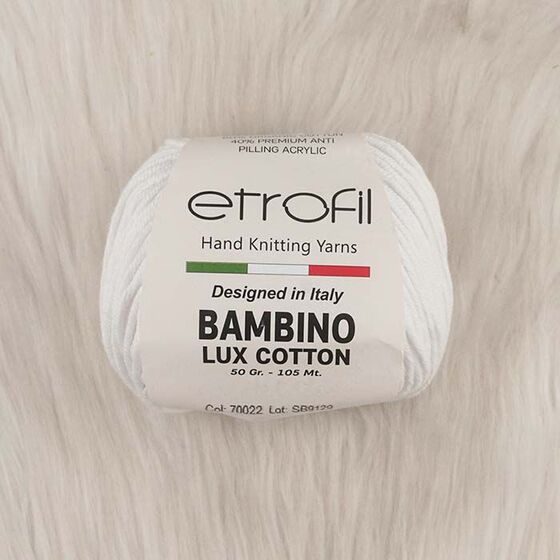 40% PREMIUM ANTI
PILLING ACRYLIC
etrofil
Hand Knitting Yarns
Designed in Italy
BAMBINO
LUX COTTON
50 Gr. - 105 Mt.
Col: 70022 Lot: SB9129